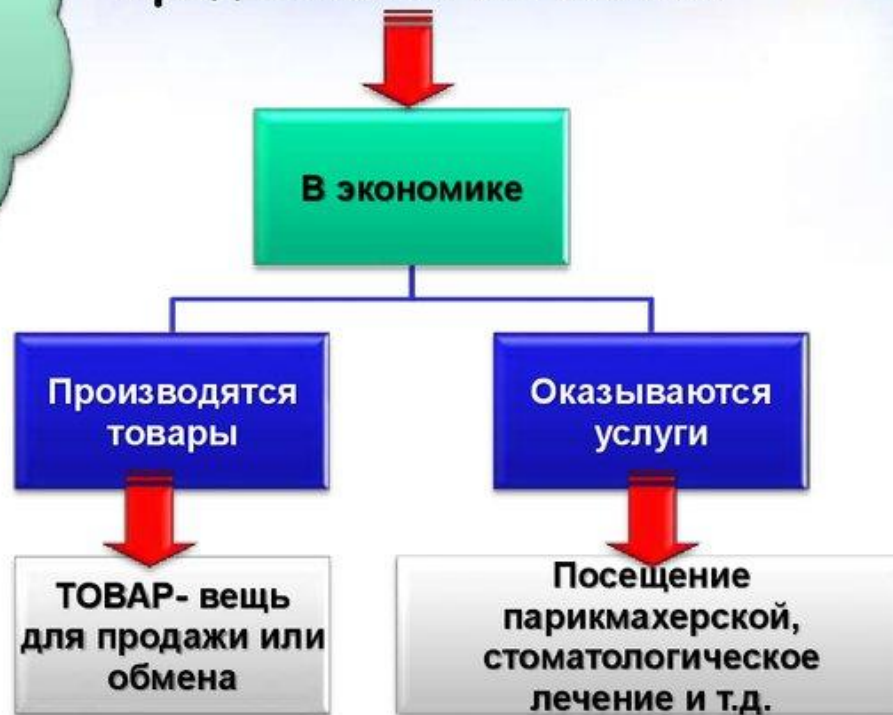 В экономике
Производятся
товары
Оказываются
услуги
ТОВАР- вещь
для продажи или
обмена
Посещение
парикмахерской,
стоматологическое
лечение и т.д.